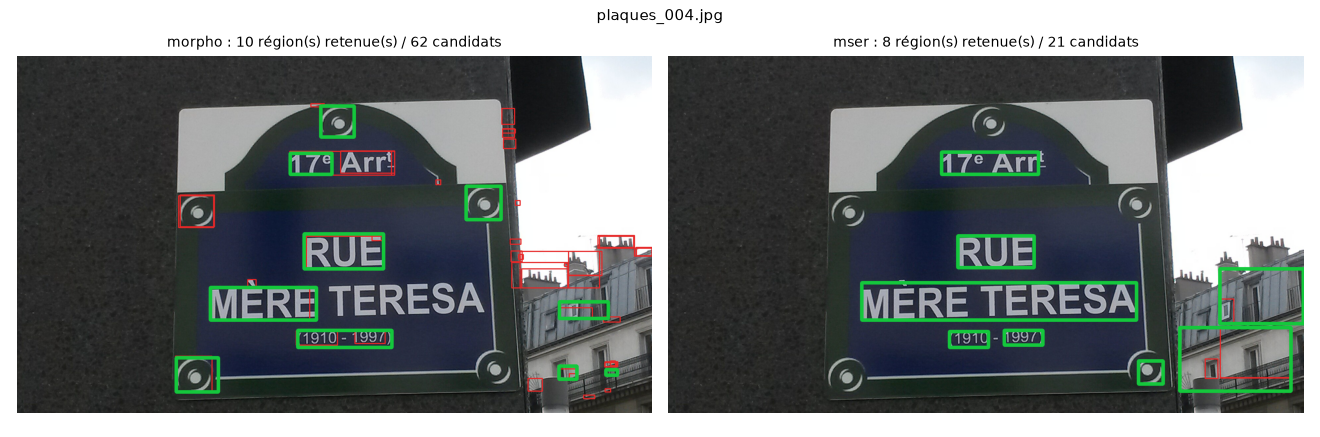 plaques_004.jpg
morpho : 10 région(s) retenue(s) / 62 candidats
17e Arrt
RUE
MÈRE TERESA
(1910 - 1997)
mser : 8 région(s) retenue(s) / 21 candidats
17e Arrt
RUE
MÈRE TERESA
(1910 - 1997)